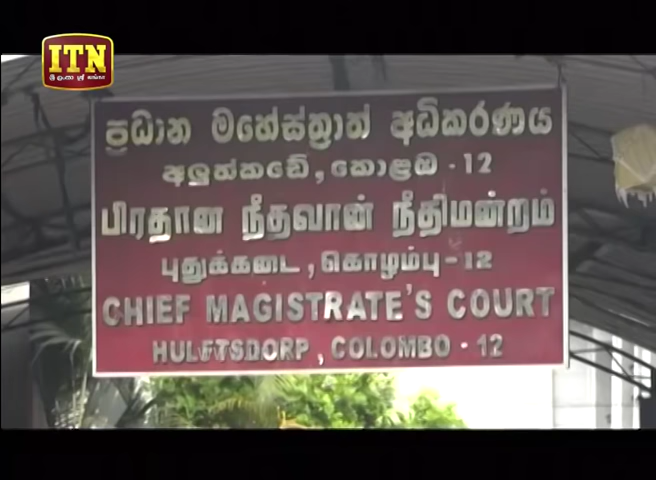 ITN
ප්‍රධාන මහේස්ත්‍රාත් අධිකරණය
අලුත්කඩේ, කොළඹ - 12
பிரதான நீதவான் நீதிமன்றம்
புதுக்கடை, கொழம்பு - 12
CHIEF MAGISTRATE'S COURT
HULFTSDORP, COLOMBO - 12